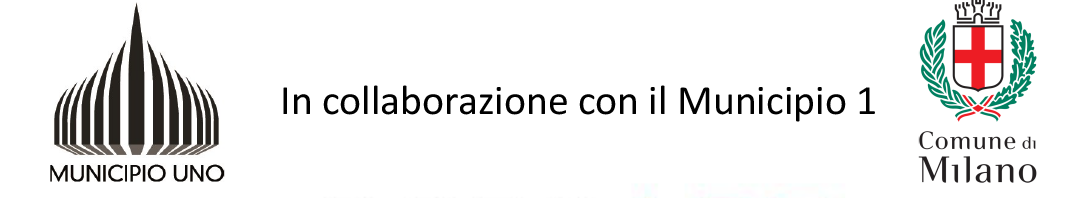 MUNICIPIO UNO
In collaborazione con il Municipio 1
Comune di
Milano